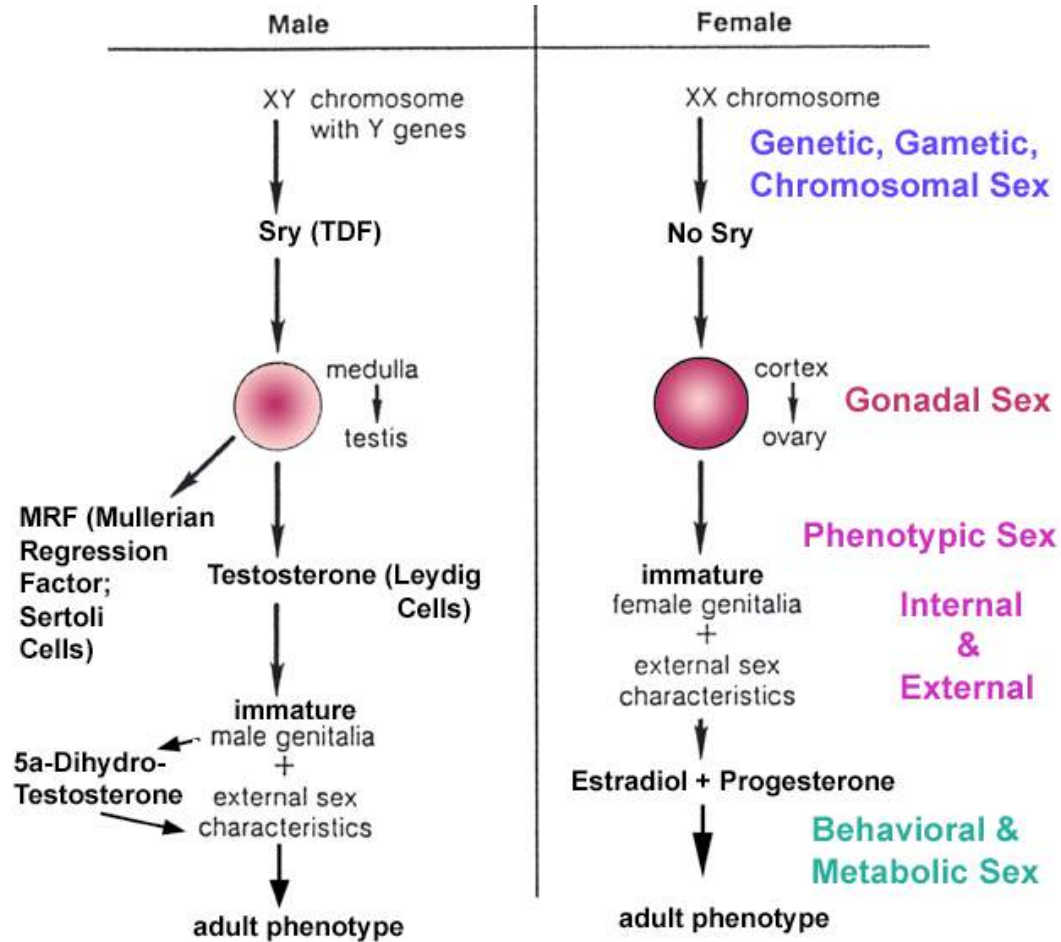 Male
Female
XY chromosome
with Y genes
Sry (TDF)
medulla
testis
MRF (Mullerian
Regression
Factor;
Sertoli
Cells)
Testosterone (Leydig
Cells)
immature
male genitalia
+
external sex
characteristics
5a-Dihydro-
Testosterone
adult phenotype
XX chromosome
No Sry
cortex
ovary
immature
female genitalia
+
external sex
characteristics
Estradiol + Progesterone
adult phenotype
Genetic, Gametic,
Chromosomal Sex
Gonadal Sex
Phenotypic Sex
Internal
&
External
Behavioral &
Metabolic Sex